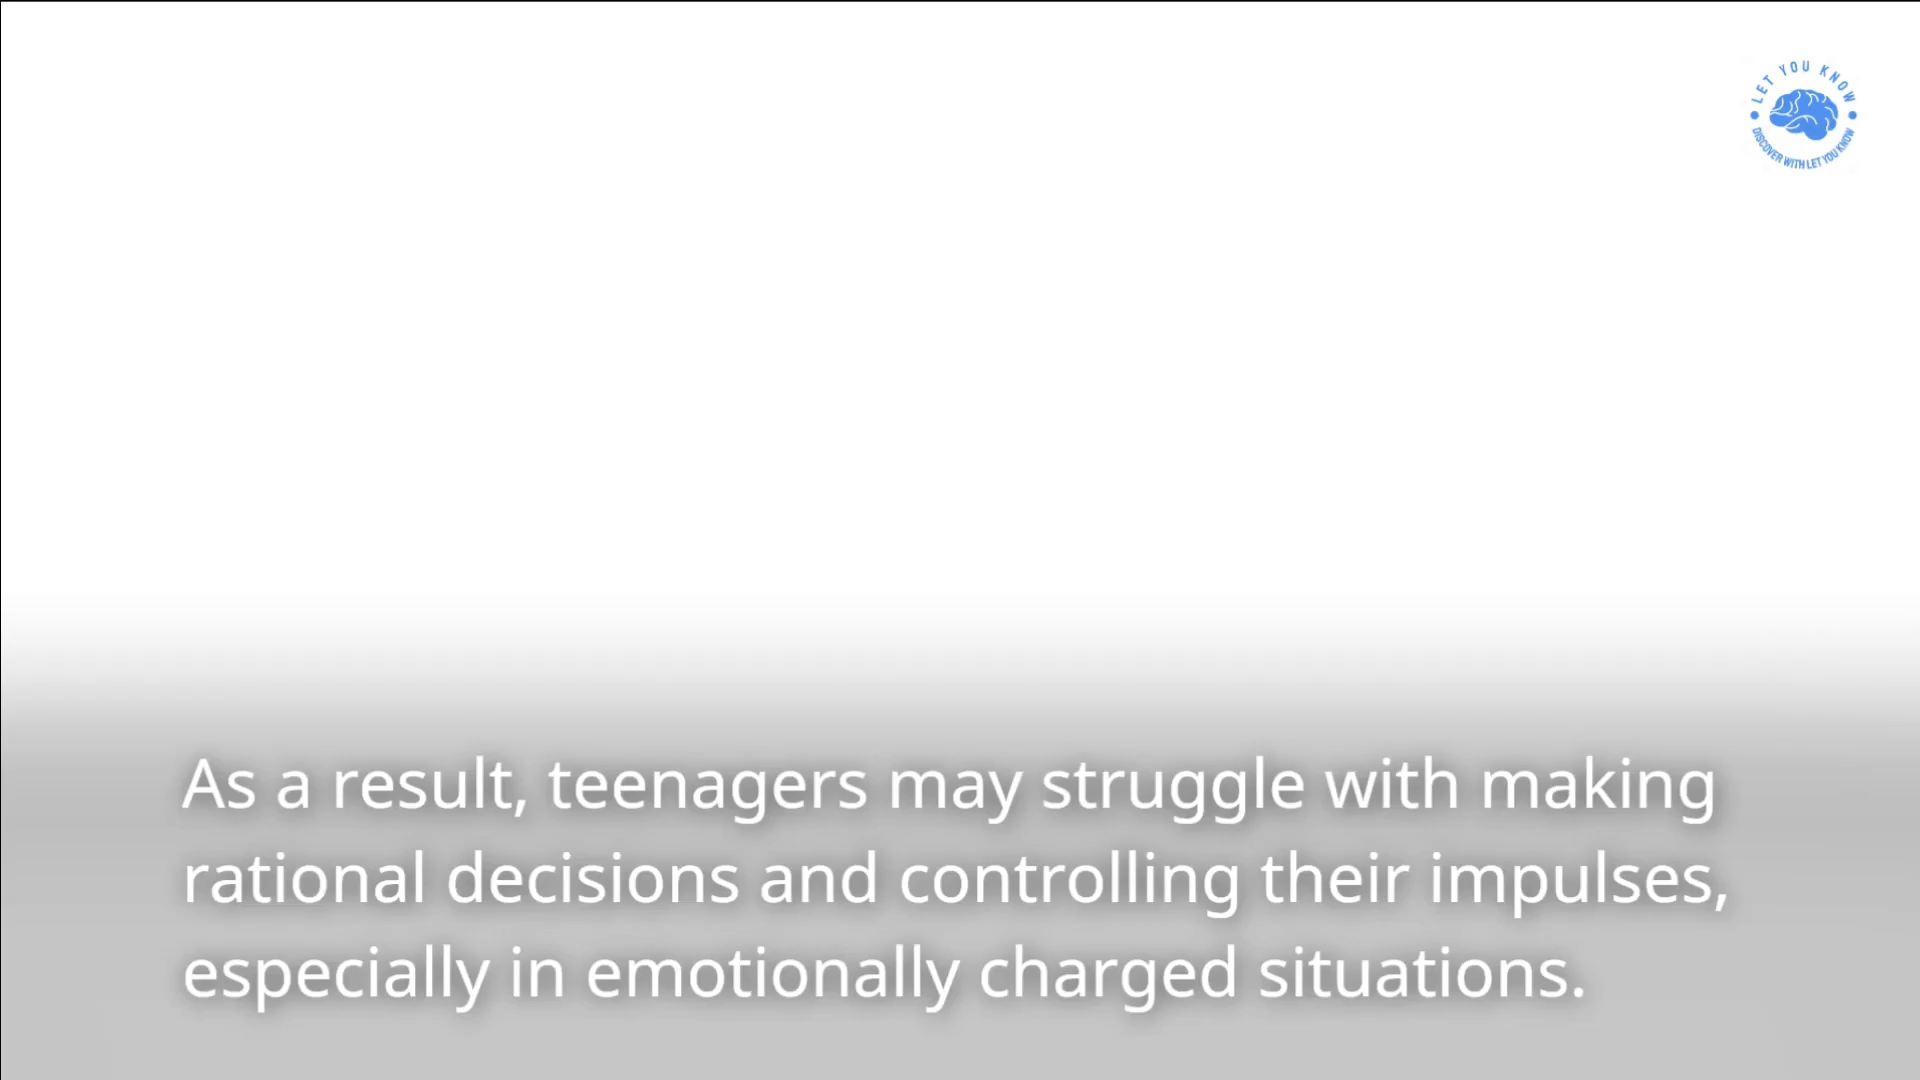 LET YOU KNOW
DISCOVER WITH LET YOU KNOW
As a result, teenagers may struggle with making
rational decisions and controlling their impulses,
especially in emotionally charged situations.